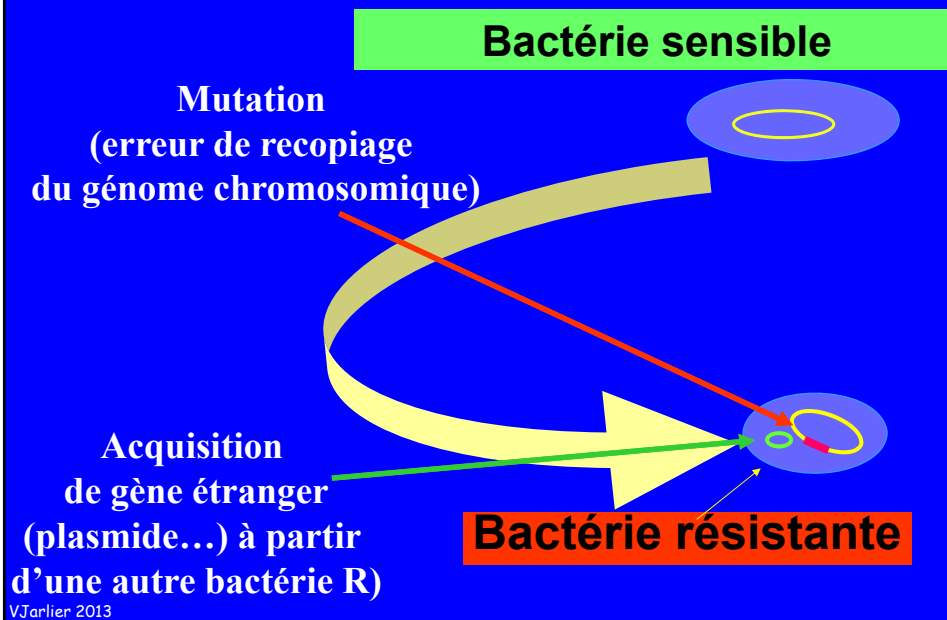 Bactérie sensible
Mutation
(erreur de recopiage
du génome chromosomique)
Acquisition
de gène étranger
(plasmide…) à partir
d’une autre bactérie R)
Bactérie résistante
VJarlier 2013